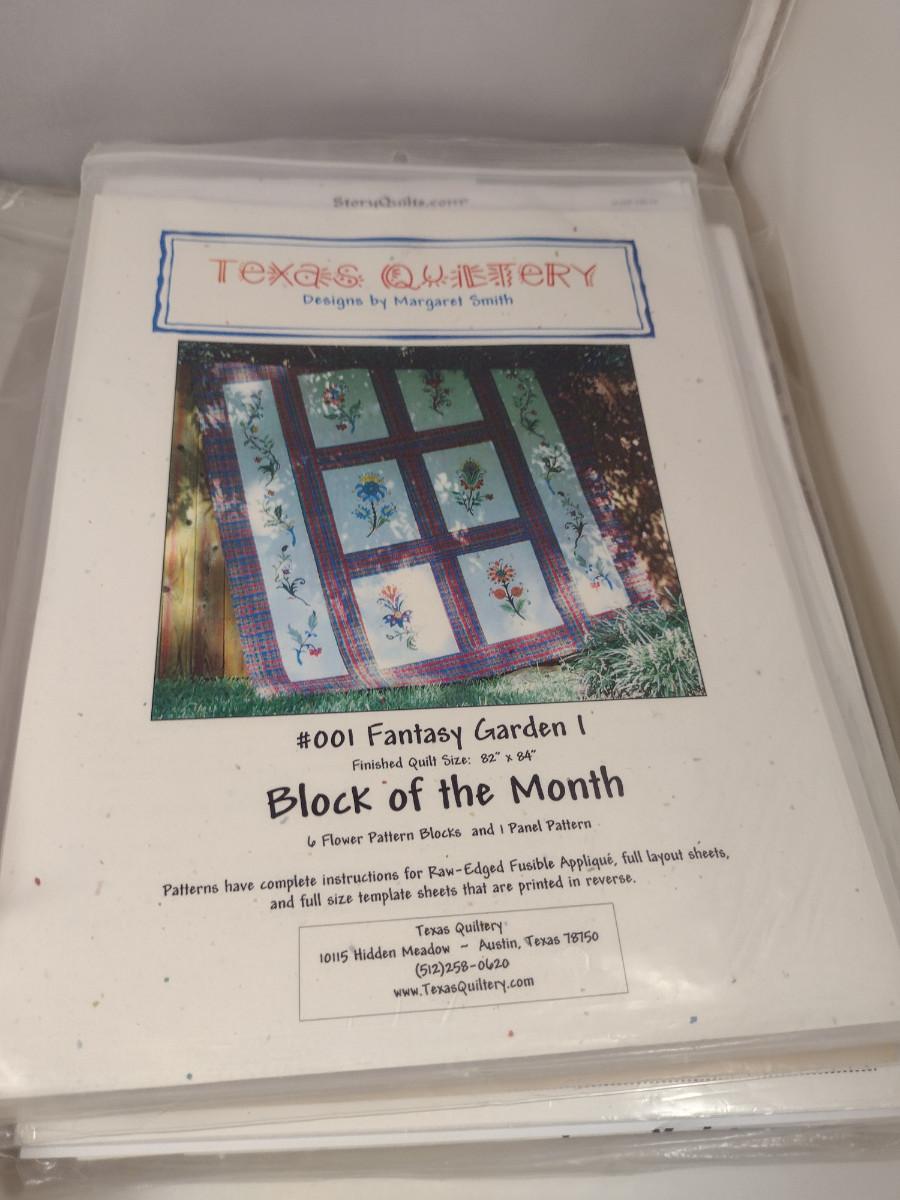 StoryQuilts.com
Texas Quiltery
Designs by Margaret Smith
#001 Fantasy Garden 1
Finished Quilt Size: 82" x 84"
Block of the Month
6 Flower Pattern Blocks and 1 Panel Pattern
Patterns have complete instructions for Raw-Edged Fusible Appliqué, full layout sheets,
and full size template sheets that are printed in reverse.
Texas Quiltery
10115 Hidden Meadow ~ Austin, Texas 78750
(512)258-0620
www.TexasQuiltery.com